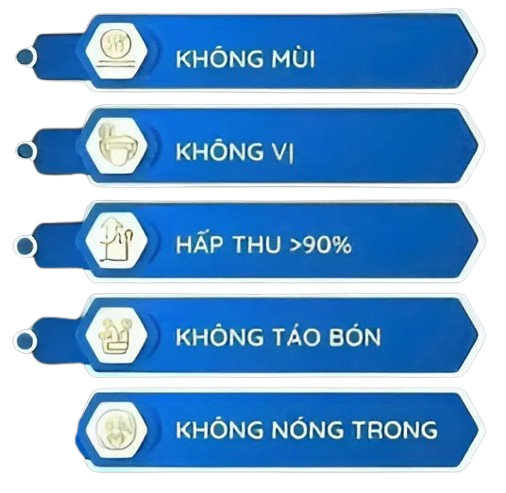 KHÔNG MÙI
KHÔNG VỊ
HẤP THU >90%
KHÔNG TÁO BÓN
KHÔNG NÓNG TRONG